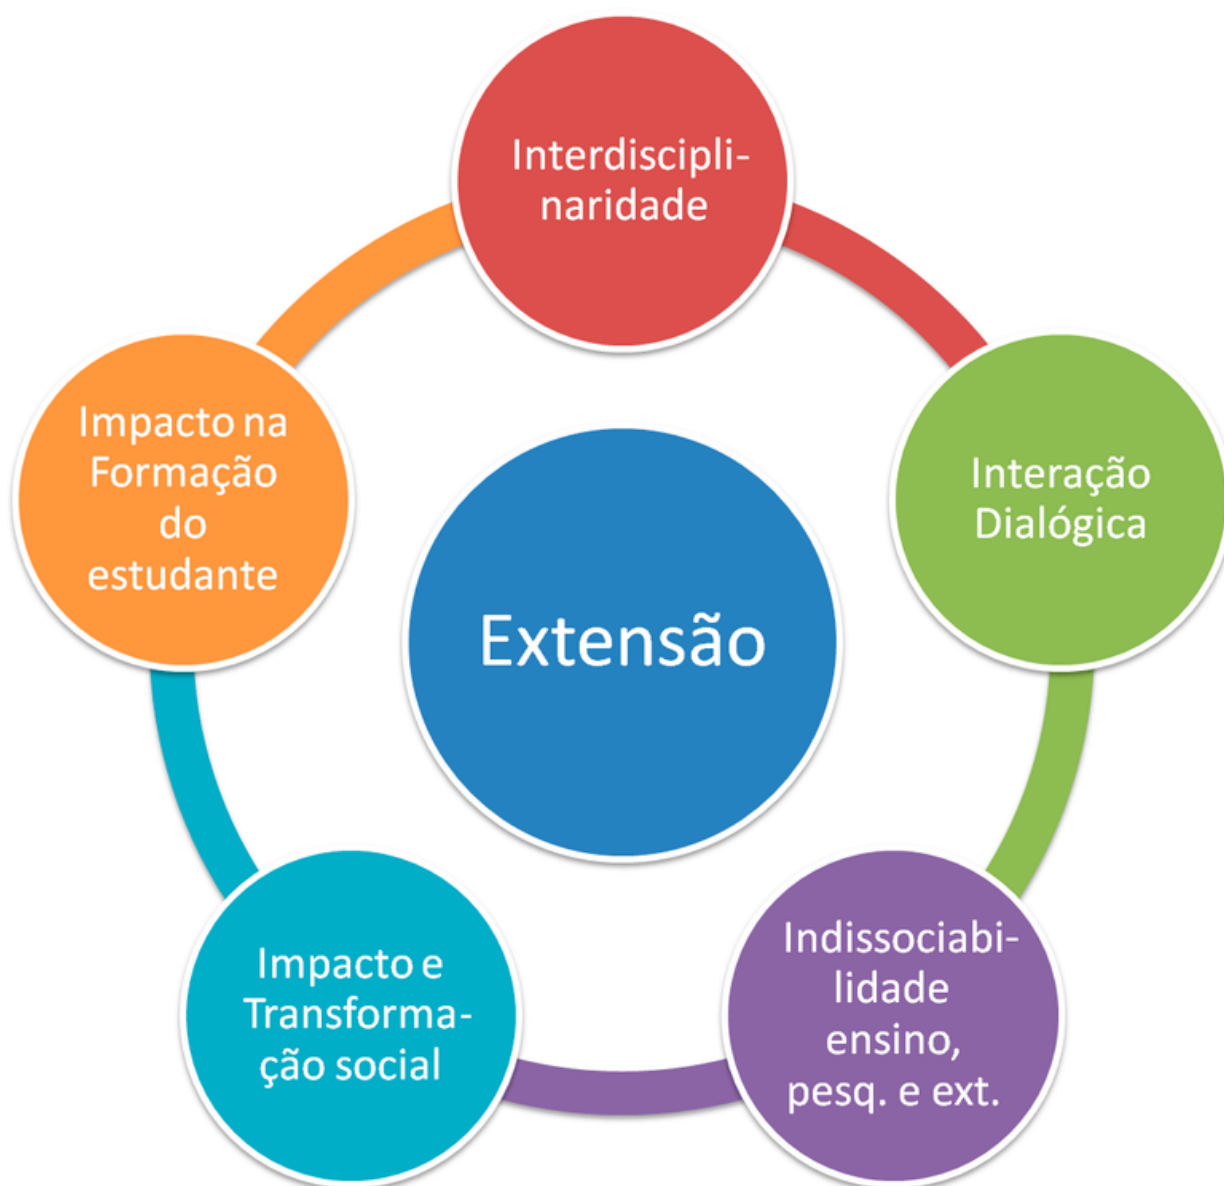 Interdiscipli-
naridade
Interação
Dialógica
Indissociabi-
lidade
ensino,
pesq. e ext.
Impacto e
Transforma-
ção social
Impacto na
Formação
do
estudante
Extensão